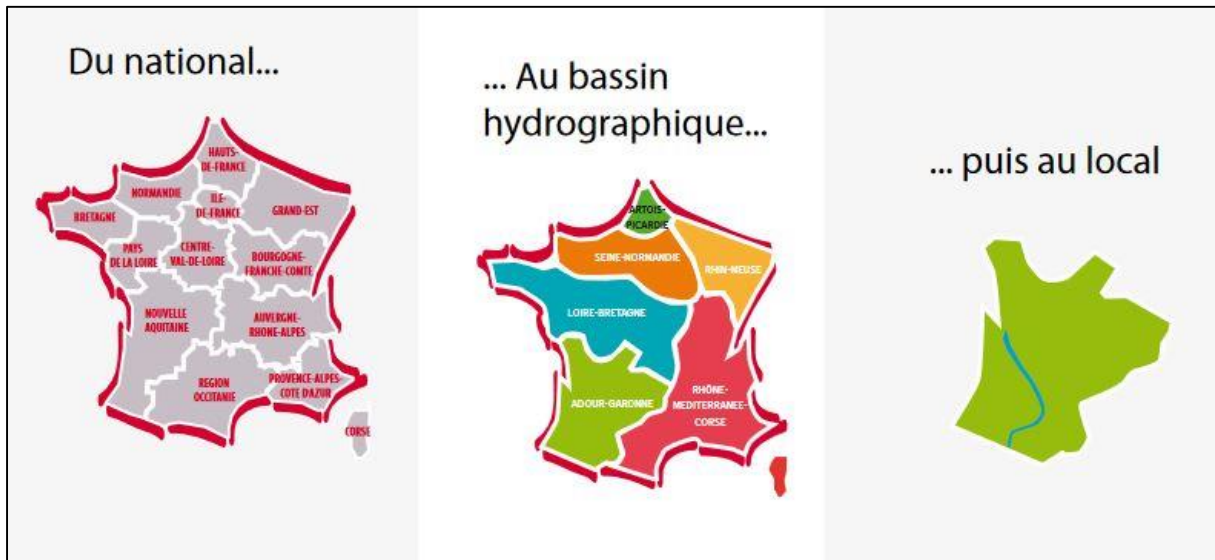 Du national...
HAUTS-
DE-FRANCE
NORMANDIE
ILE-
DE-FRANCE
GRAND-EST
BRETAGNE
PAYS
DE LA LOIRE
CENTRE-
VAL-DE-LOIRE
BOURGOGNE-
FRANCHE-COMTE
NOUVELLE
AQUITAINE
AUVERGNE-
RHONE-ALPES
REGION
OCCITANIE
PROVENCE-ALPES-
COTE D'AZUR
CORSE
... Au bassin
hydrographique...
ARTOIS-
PICARDIE
SEINE-NORMANDIE
RHIN-MEUSE
LOIRE-BRETAGNE
ADOUR-GARONNE
RHÔNE-
MEDITERRANEE-
CORSE
... puis au local